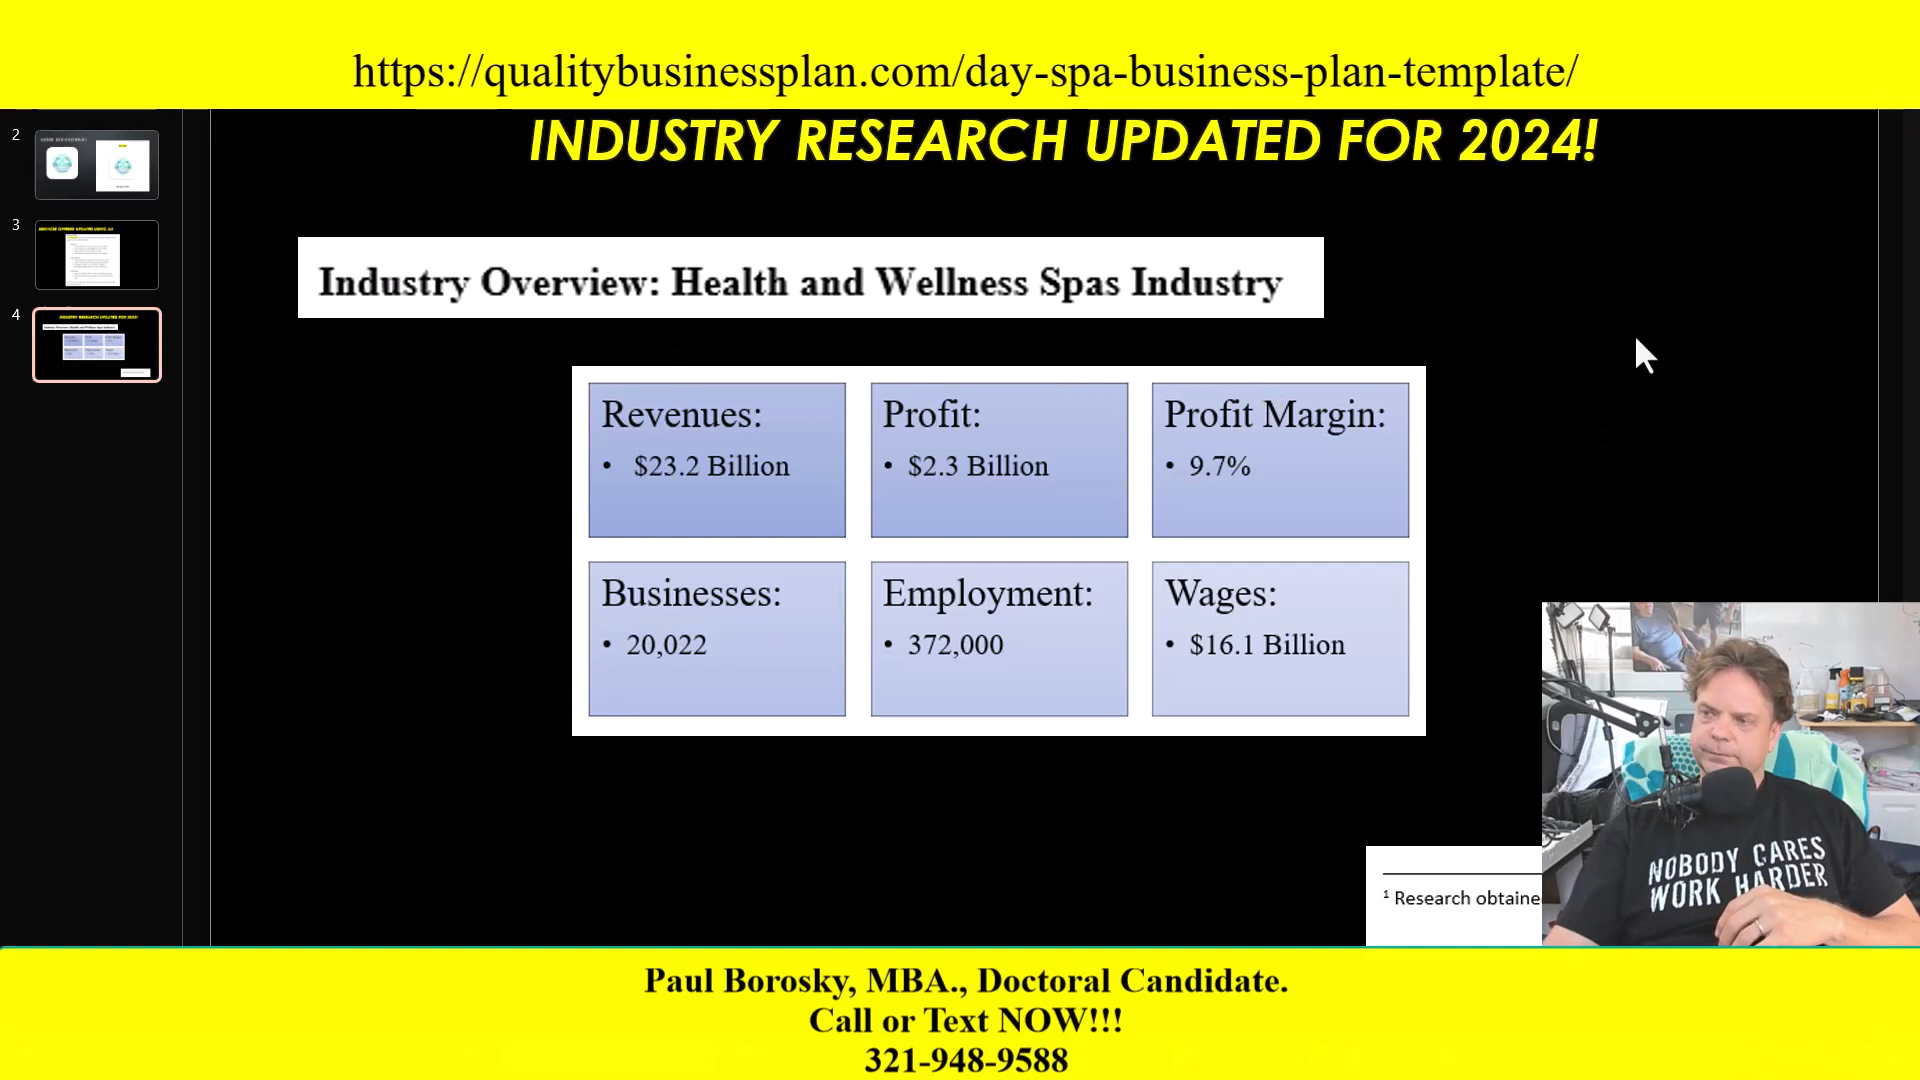 https://qualitybusinessplan.com/day-spa-business-plan-template/
INDUSTRY RESEARCH UPDATED FOR 2024!
2
3
4
Industry Overview: Health and Wellness Spas Industry
Revenues:
• $23.2 Billion
Profit:
• $2.3 Billion
Profit Margin:
• 9.7%
Businesses:
• 20,022
Employment:
• 372,000
Wages:
• $16.1 Billion
1 Research obtaine
NOBODY CARES
WORK HARDER
Paul Borosky, MBA., Doctoral Candidate.
Call or Text NOW!!!
321-948-9588